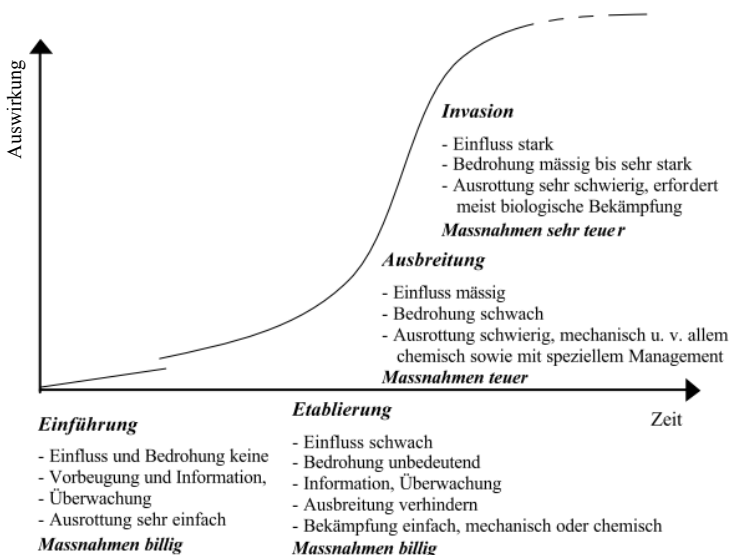 Auswirkung
Invasion
- Einfluss stark
- Bedrohung mässig bis sehr stark
- Ausrottung sehr schwierig, erfordert
meist biologische Bekämpfung
Massnahmen sehr teuer
Ausbreitung
- Einfluss mässig
- Bedrohung schwach
- Ausrottung schwierig, mechanisch u. v. allem
chemisch sowie mit speziellem Management
Massnahmen teuer
Zeit
Einführung
- Einfluss und Bedrohung keine
- Vorbeugung und Information,
- Überwachung
- Ausrottung sehr einfach
Massnahmen billig
Etablierung
- Einfluss schwach
- Bedrohung unbedeutend
- Information, Überwachung
- Ausbreitung verhindern
- Bekämpfung einfach, mechanisch oder chemisch
Massnahmen billig